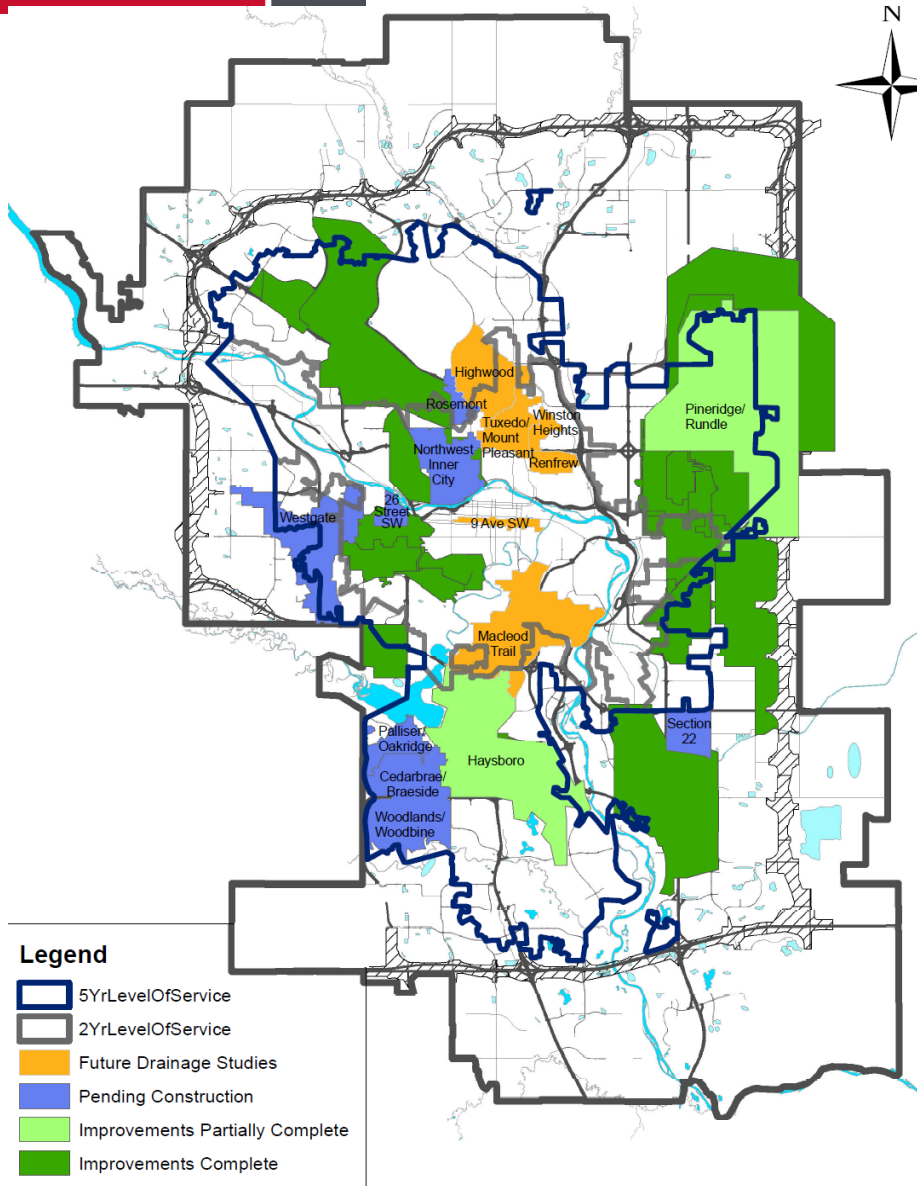 N
Highwood
Rosemont
Pineridge/
Rundle
Tuxedo/
Mount
Pleasant
Winston
Heights
Northwest
Inner
City
Renfrew
26
Street
SW
Westgate
9 Ave SW
Macleod
Trail
Palliser/
Oakridge
Section
22
Haysboro
Cedarbrae/
Braeside
Woodlands/
Woodbine
Legend
5YrLevelOfService
2YrLevelOfService
Future Drainage Studies
Pending Construction
Improvements Partially Complete
Improvements Complete